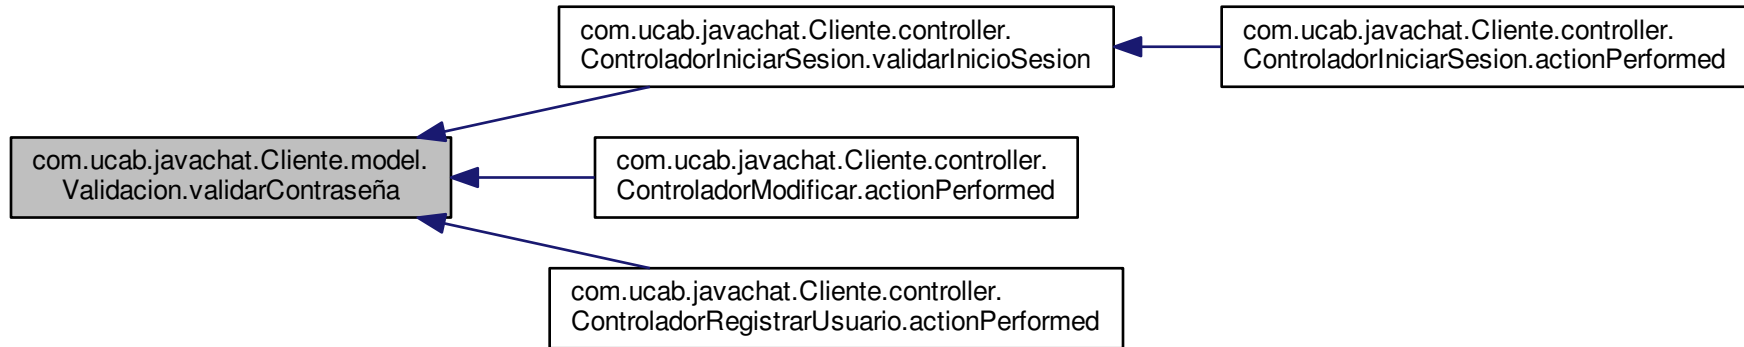 com.ucab.javachat.Cliente.controller.
ControladorIniciarSesion.validarInicioSesion
com.ucab.javachat.Cliente.controller.
ControladorIniciarSesion.actionPerformed
com.ucab.javachat.Cliente.model.
Validacion.validarContraseña
com.ucab.javachat.Cliente.controller.
ControladorModificar.actionPerformed
com.ucab.javachat.Cliente.controller.
ControladorRegistrarUsuario.actionPerformed